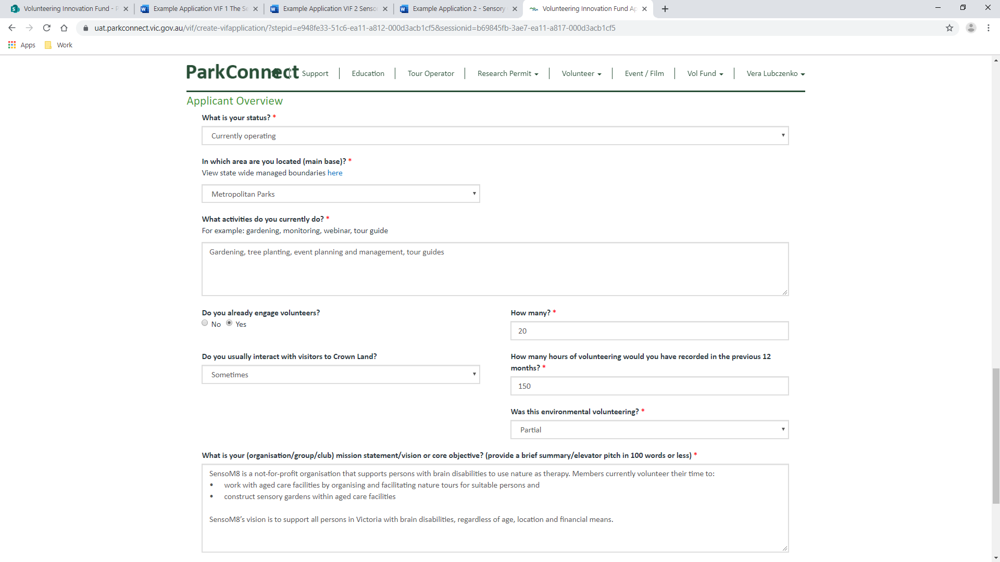 Volunteering Innovation Fund - P
Example Application VIF 1 The Se
Example Application VIF 2 Senso
Example Application 2 - Sensory
Volunteering Innovation Fund Ap
uat.parkconnect.vic.gov.au/vif/create-vifapplication/?stepid=e948fe33-51c6-ea11-a812-000d3acb1cf5&sessionid=b69845fb-3ae7-ea11-a817-000d3acb1cf5
Apps Work
ParkConnect Support Education Tour Operator Research Permit Volunteer Event / Film Vol Fund Vera Lubczenko
Applicant Overview
What is your status? *
Currently operating
In which area are you located (main base)? *
View state wide managed boundaries here
Metropolitan Parks
What activities do you currently do? *
For example: gardening, monitoring, webinar, tour guide
Gardening, tree planting, event planning and management, tour guides
Do you already engage volunteers?
No Yes
How many? *
20
Do you usually interact with visitors to Crown Land?
Sometimes
How many hours of volunteering would you have recorded in the previous 12
months? *
150
Was this environmental volunteering? *
Partial
What is your (organisation/group/club) mission statement/vision or core objective? (provide a brief summary/elevator pitch in 100 words or less) *
SensoM8 is a not-for-profit organisation that supports persons with brain disabilities to use nature as therapy. Members currently volunteer their time to:
• work with aged care facilities by organising and facilitating nature tours for suitable persons and
• construct sensory gardens within aged care facilities
SensoM8’s vision is to support all persons in Victoria with brain disabilities, regardless of age, location and financial means.